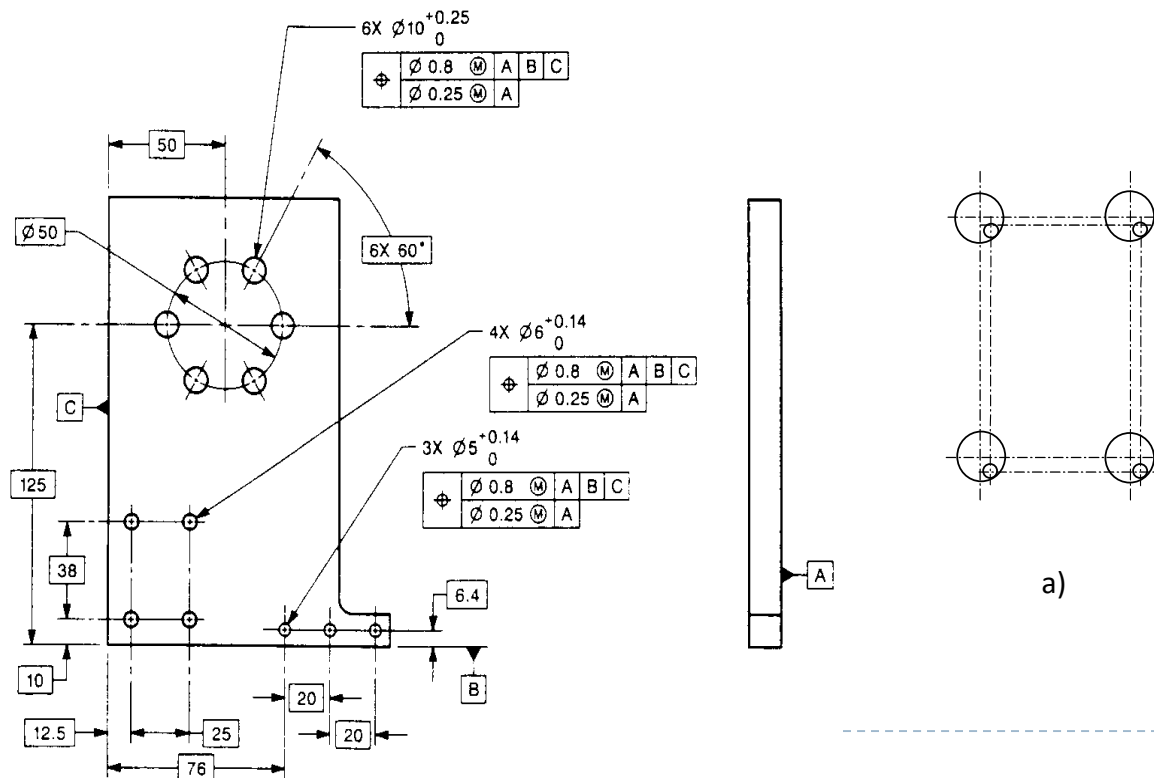 6X Ø10 +0.25
0
⌖ Ø 0.8 Ⓜ A B C
Ø 0.25 Ⓜ A
50
Ø 50
6X 60°
4X Ø6 +0.14
0
⌖ Ø 0.8 Ⓜ A B C
Ø 0.25 Ⓜ A
C
3X Ø5 +0.14
0
⌖ Ø 0.8 Ⓜ A B C
Ø 0.25 Ⓜ A
125
38
6.4
A
a)
10
B
20
12.5
25
20
76